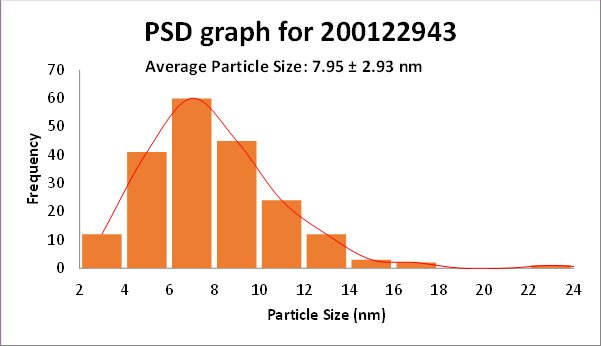 PSD graph for 200122943
Average Particle Size: 7.95 ± 2.93 nm
70
60
50
40
30
20
10
0
Frequency
2 4 6 8 10 12 14 16 18 20 22 24
Particle Size (nm)